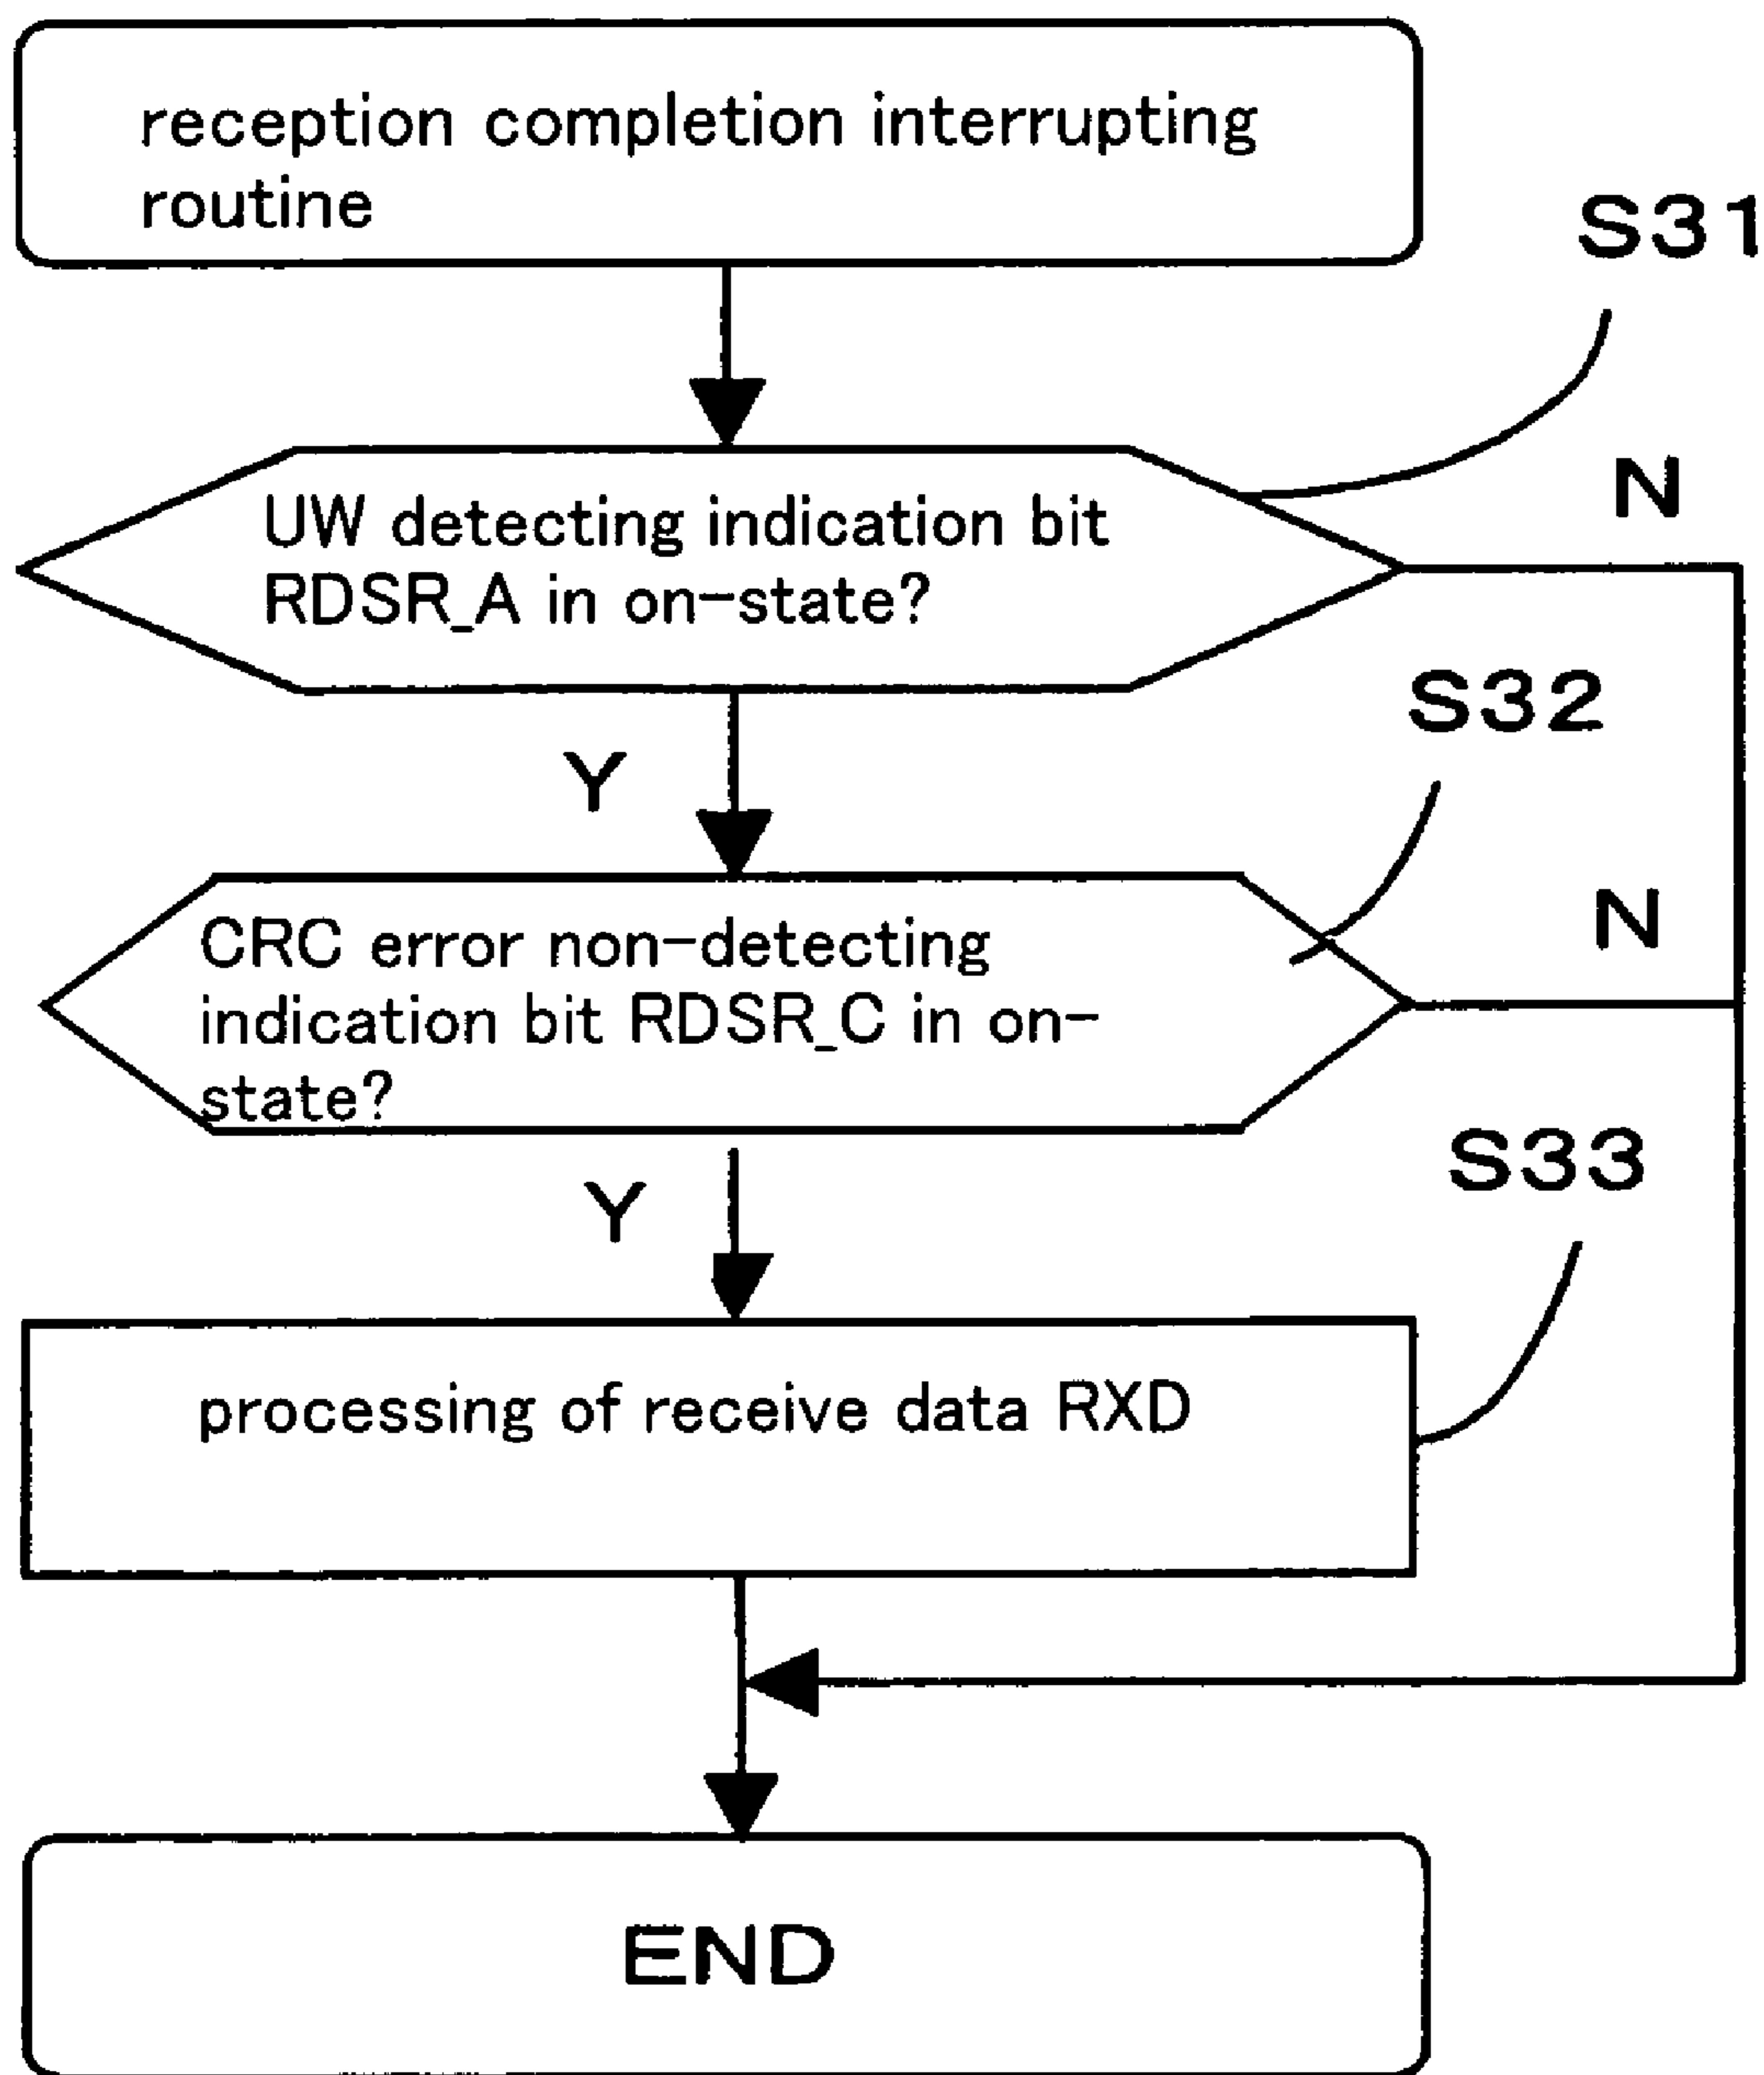 reception completion interrupting
routine
S31
UW detecting indication bit
RDSR_A in on-state?
N
Y
S32
CRC error non-detecting
indication bit RDSR_C in on-
state?
N
Y
S33
processing of receive data RXD
END